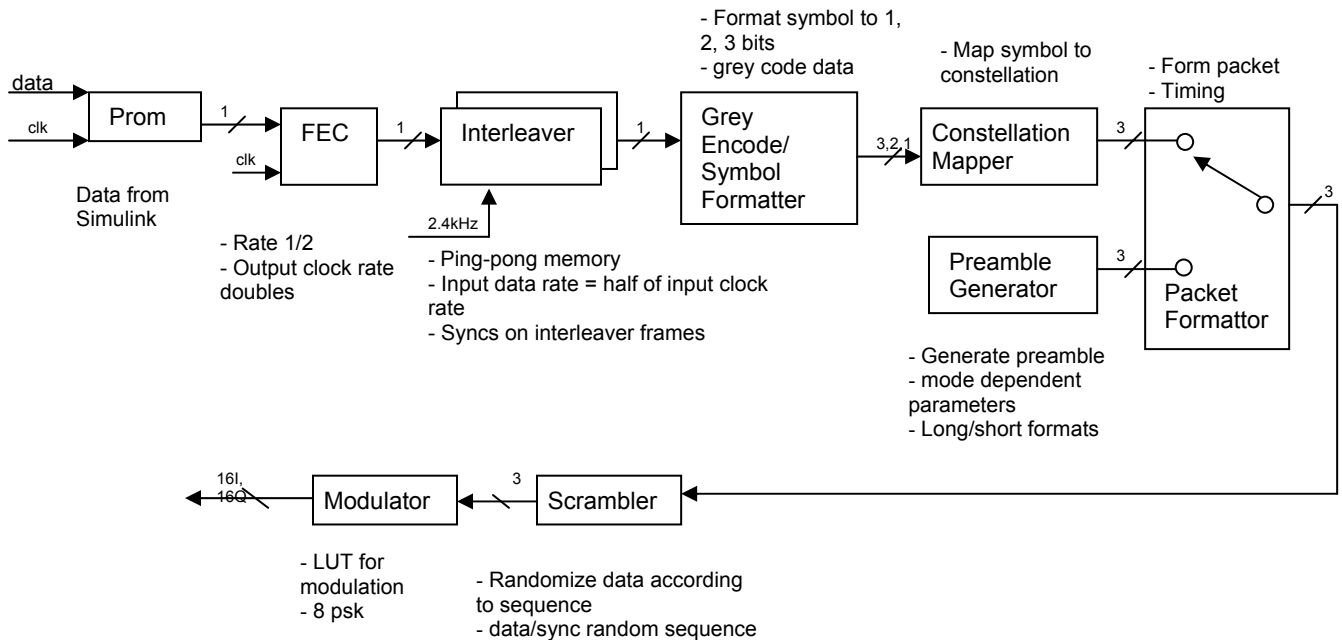 - Format symbol to 1,
2, 3 bits
- grey code data
- Map symbol to
constellation
- Form packet
- Timing
data
clk
Prom
1
FEC
clk
1
Interleaver
1
Grey
Encode/
Symbol
Formatter
3,2,1
Constellation
Mapper
3
3
Data from
Simulink
2.4kHz
- Rate 1/2
- Output clock rate
doubles
- Ping-pong memory
- Input data rate = half of input clock
rate
- Syncs on interleaver frames
Preamble
Generator
3
Packet
Formattor
- Generate preamble
- mode dependent
parameters
- Long/short formats
16I,
16Q
Modulator
3
Scrambler
- LUT for
modulation
- 8 psk
- Randomize data according
to sequence
- data/sync random sequence